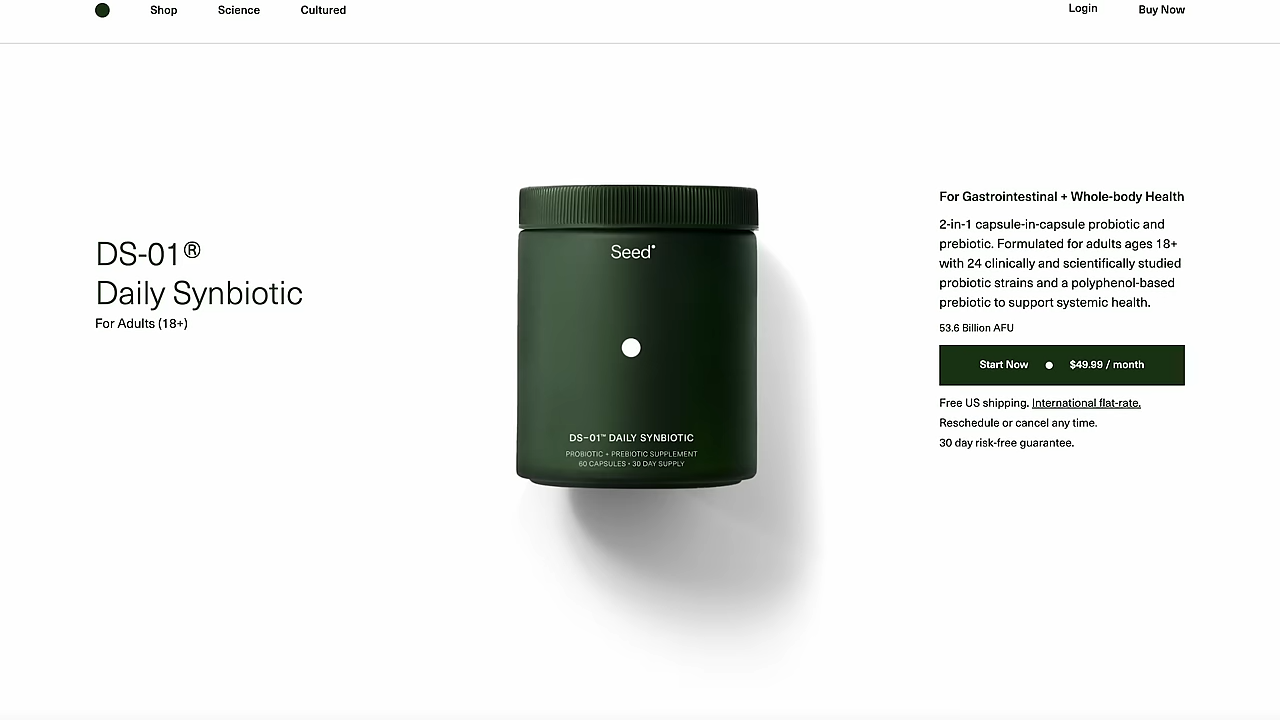 Shop
Science
Cultured
Login
Buy Now
DS-01®
Daily Synbiotic
For Adults (18+)
Seed
DS-01™ DAILY SYNBIOTIC
PROBIOTIC + PREBIOTIC SUPPLEMENT
60 CAPSULES • 30 DAY SUPPLY
For Gastrointestinal + Whole-body Health
2-in-1 capsule-in-capsule probiotic and
prebiotic. Formulated for adults ages 18+
with 24 clinically and scientifically studied
probiotic strains and a polyphenol-based
prebiotic to support systemic health.
53.6 Billion AFU
Start Now ● $49.99 / month
Free US shipping. International flat-rate.
Reschedule or cancel any time.
30 day risk-free guarantee.